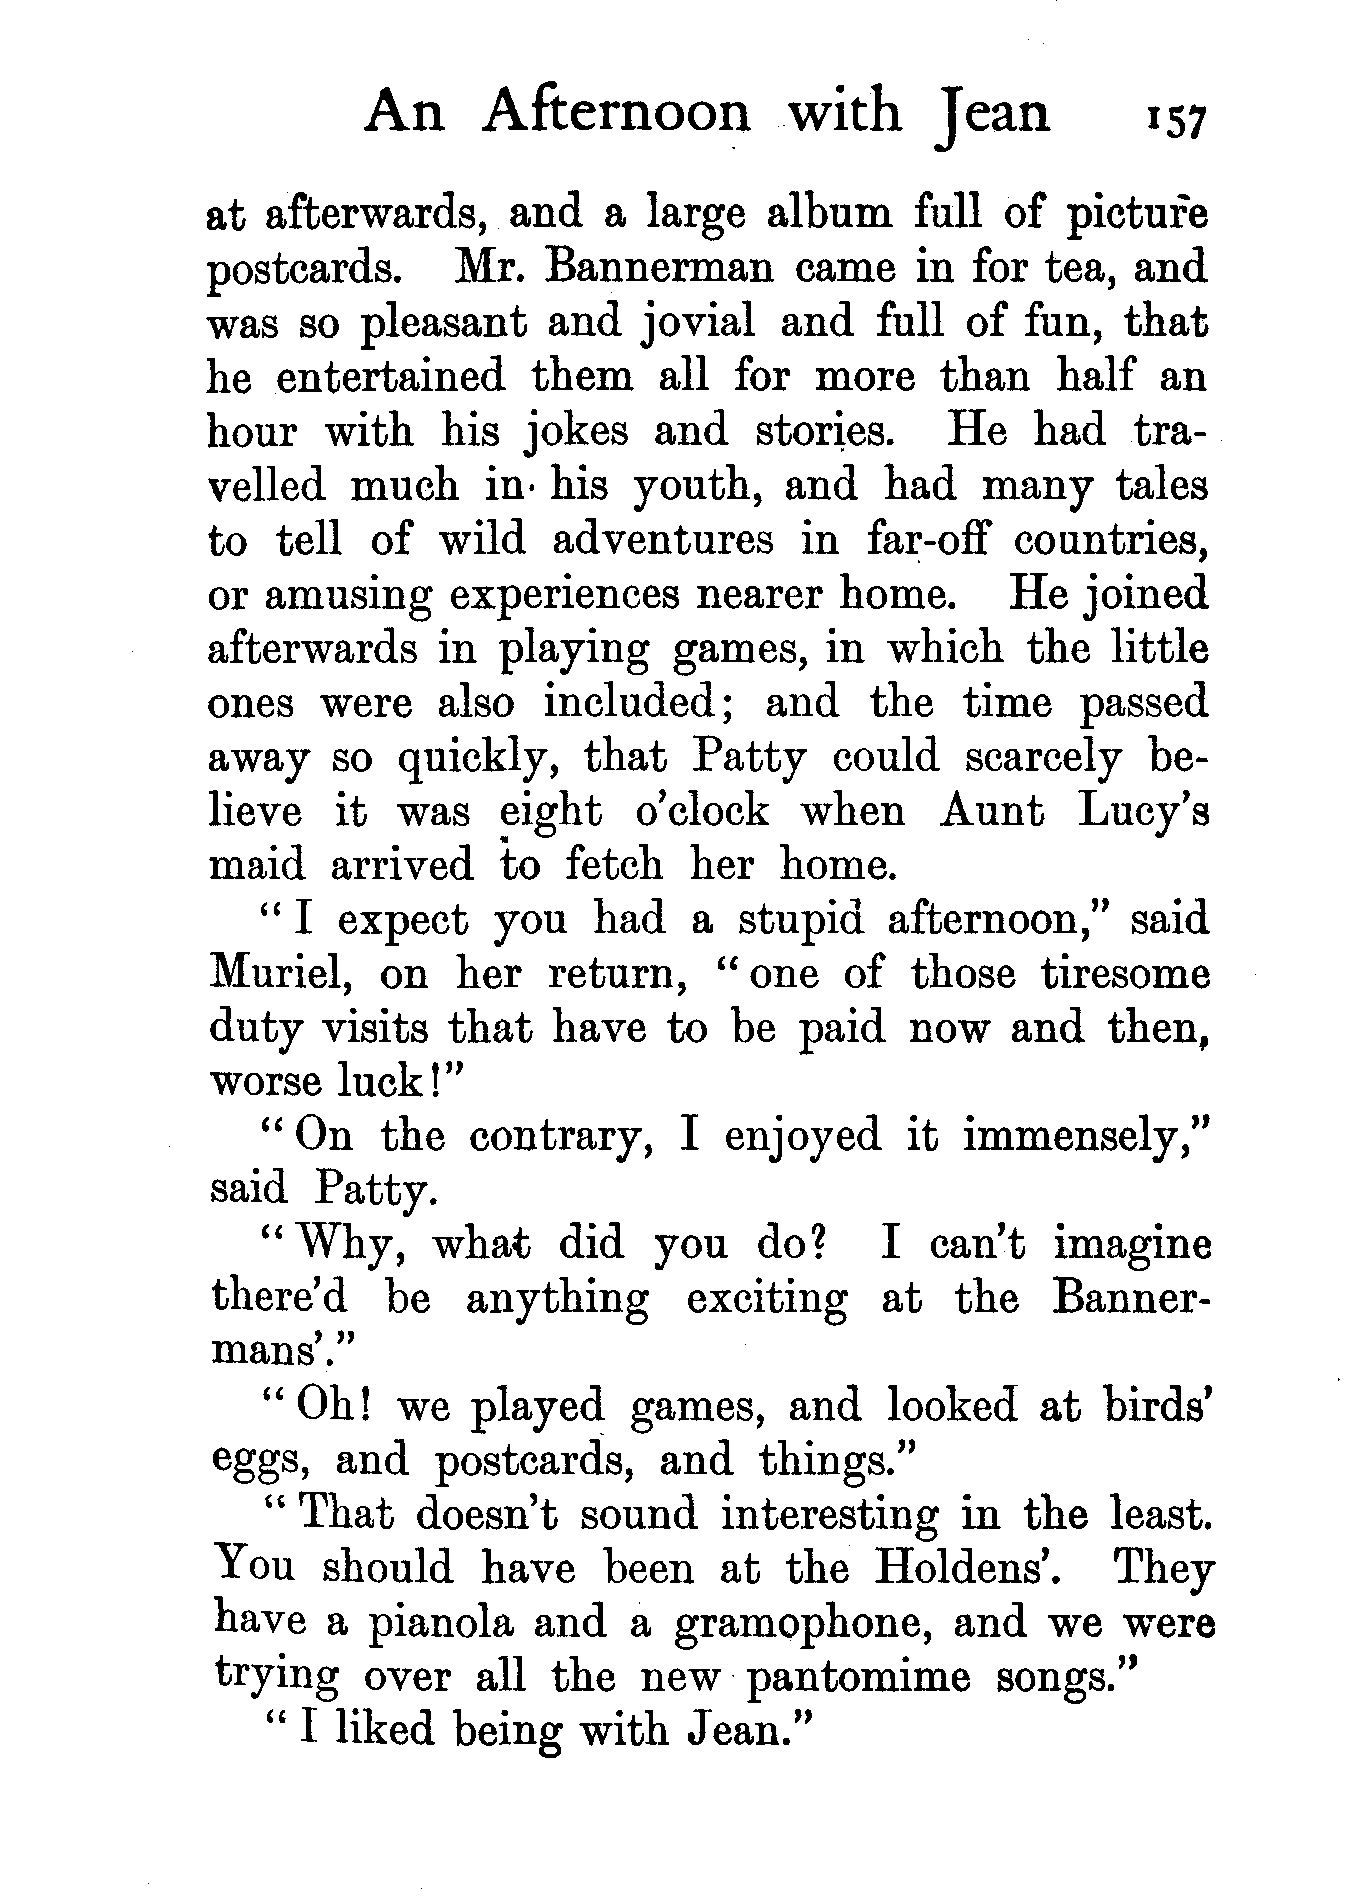 An Afternoon with Jean 157
at afterwards, and a large album full of picture
postcards. Mr. Bannerman came in for tea, and
was so pleasant and jovial and full of fun, that
he entertained them all for more than half an
hour with his jokes and stories. He had tra-
velled much in his youth, and had many tales
to tell of wild adventures in far-off countries,
or amusing experiences nearer home. He joined
afterwards in playing games, in which the little
ones were also included; and the time passed
away so quickly, that Patty could scarcely be-
lieve it was eight o'clock when Aunt Lucy's
maid arrived to fetch her home.
"I expect you had a stupid afternoon," said
Muriel, on her return, "one of those tiresome
duty visits that have to be paid now and then,
worse luck!"
"On the contrary, I enjoyed it immensely,"
said Patty.
"Why, what did you do? I can't imagine
there'd be anything exciting at the Banner-
mans'."
"Oh! we played games, and looked at birds'
eggs, and postcards, and things."
"That doesn't sound interesting in the least.
You should have been at the Holdens'. They
have a pianola and a gramophone, and we were
trying over all the new pantomime songs."
"I liked being with Jean."